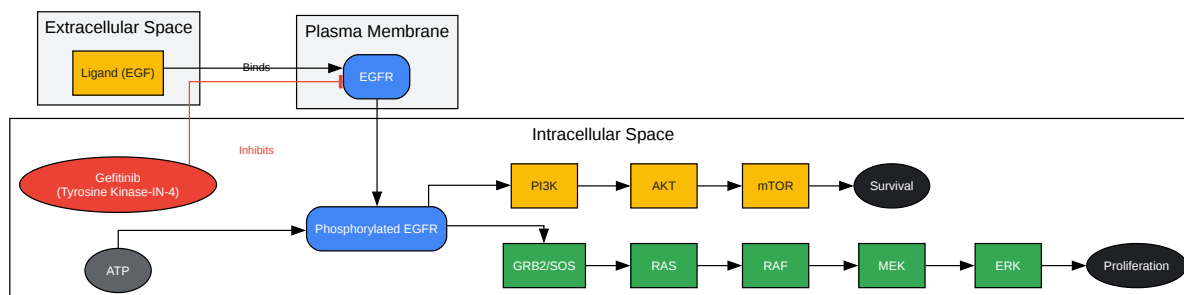 Extracellular Space
Plasma Membrane
Ligand (EGF)
Binds
EGFR
Intracellular Space
Inhibits
Gefitinib
(Tyrosine Kinase-IN-4)
PI3K
AKT
mTOR
Survival
Phosphorylated EGFR
ATP
GRB2/SOS
RAS
RAF
MEK
ERK
Proliferation